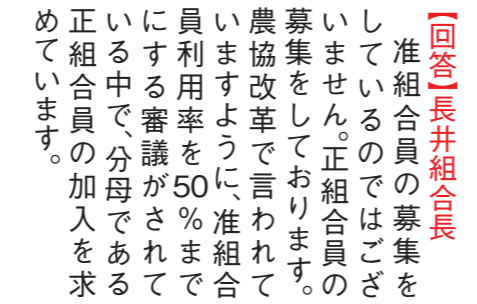 【回答】長井組合長
准組合員の募集を
しているのではござ
いません。正組合員の
募集をしております。
農協改革で言われて
いますように、准組合
員利用率を50%まで
にする審議がされて
いる中で、分母である
正組合員の加入を求
めています。